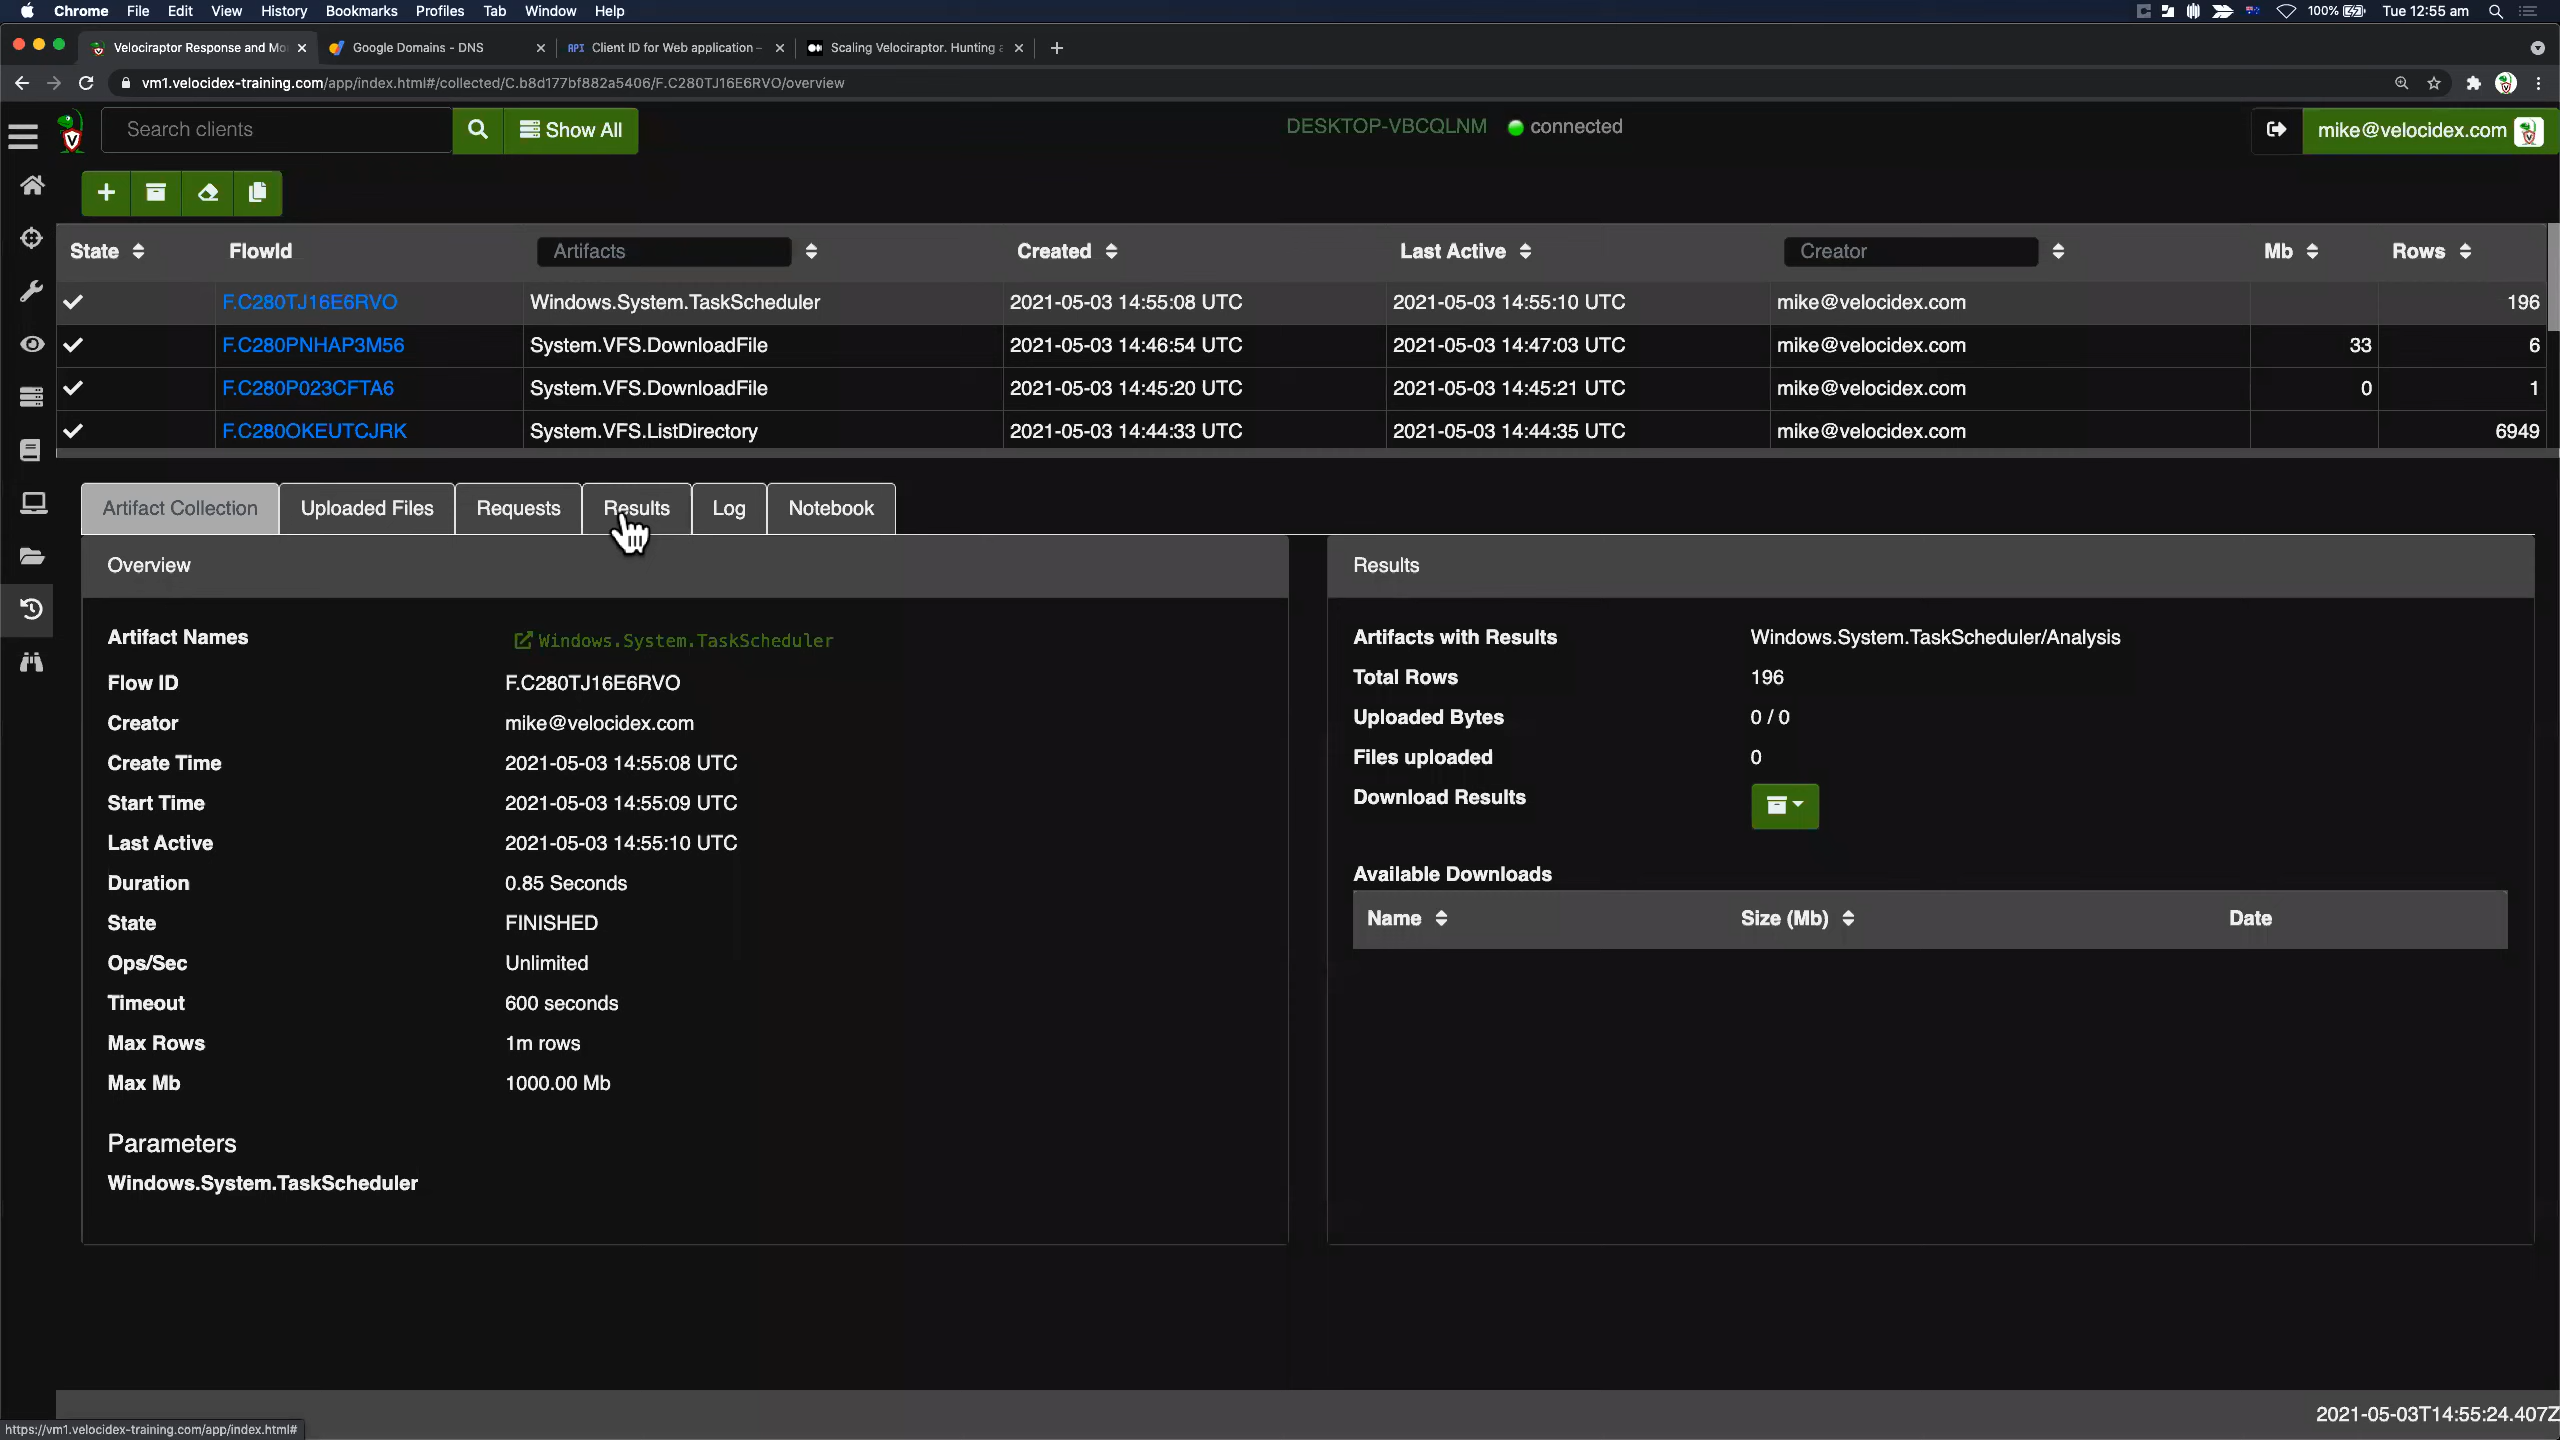 Chrome File Edit View History Bookmarks Profiles Tab Window Help 100% Tue 12:55 am
Velociraptor Response and Mo Google Domains - DNS API Client ID for Web application – Scaling Velociraptor. Hunting a
vm1.velocidex-training.com/app/index.html#/collected/C.b8d177bf882a5406/F.C280TJ16E6RVO/overview
Search clients Show All DESKTOP-VBCQLNM connected mike@velocidex.com
State FlowId Artifacts Created Last Active Creator Mb Rows
F.C280TJ16E6RVO Windows.System.TaskScheduler 2021-05-03 14:55:08 UTC 2021-05-03 14:55:10 UTC mike@velocidex.com 196
F.C280PNHAP3M56 System.VFS.DownloadFile 2021-05-03 14:46:54 UTC 2021-05-03 14:47:03 UTC mike@velocidex.com 33 6
F.C280P023CFTA6 System.VFS.DownloadFile 2021-05-03 14:45:20 UTC 2021-05-03 14:45:21 UTC mike@velocidex.com 0 1
F.C280OKEUTCJRK System.VFS.ListDirectory 2021-05-03 14:44:33 UTC 2021-05-03 14:44:35 UTC mike@velocidex.com 6949
Artifact Collection Uploaded Files Requests Results Log Notebook
Overview
Artifact Names Windows.System.TaskScheduler
Flow ID F.C280TJ16E6RVO
Creator mike@velocidex.com
Create Time 2021-05-03 14:55:08 UTC
Start Time 2021-05-03 14:55:09 UTC
Last Active 2021-05-03 14:55:10 UTC
Duration 0.85 Seconds
State FINISHED
Ops/Sec Unlimited
Timeout 600 seconds
Max Rows 1m rows
Max Mb 1000.00 Mb
Parameters
Windows.System.TaskScheduler
Results
Artifacts with Results Windows.System.TaskScheduler/Analysis
Total Rows 196
Uploaded Bytes 0 / 0
Files uploaded 0
Download Results
Available Downloads
Name Size (Mb) Date
https://vm1.velocidex-training.com/app/index.html#
2021-05-03T14:55:24.407Z